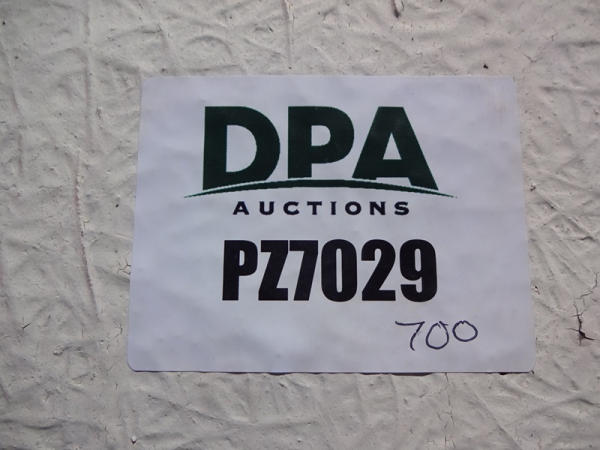 DPA
AUCTIONS
PZ7029
700